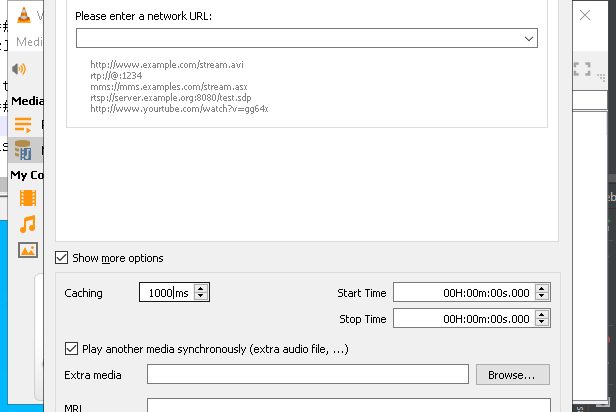 Please enter a network URL:
http://www.example.com/stream.avi
rtp://@:1234
mms://mms.examples.com/stream.asx
rtsp://server.example.org:8080/test.sdp
http://www.yourtube.com/watch?v=gg64x
Media
My Co
Show more options
Caching
1000 ms
Start Time
00H:00m:00s.000
Stop Time
00H:00m:00s.000
Play another media synchronously (extra audio file, ...)
Extra media
Browse...
MRL